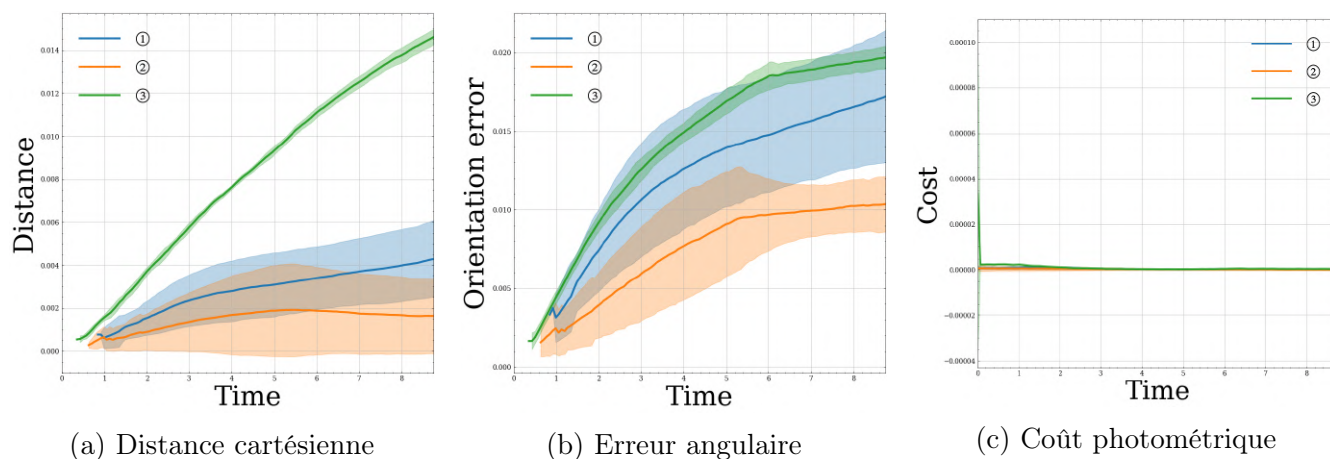 ①
②
③
Distance
0.014
0.012
0.010
0.008
0.006
0.004
0.002
0.000
0 1 2 3 4 5 6 7 8
Time
(a) Distance cartésienne
①
②
③
Orientation error
0.020
0.015
0.010
0.005
0.000
0 1 2 3 4 5 6 7 8
Time
(b) Erreur angulaire
①
②
③
Cost
0.00010
0.00008
0.00006
0.00004
0.00002
0.00000
−0.00002
−0.00004
0 1 2 3 4 5 6 7 8
Time
(c) Coût photométrique